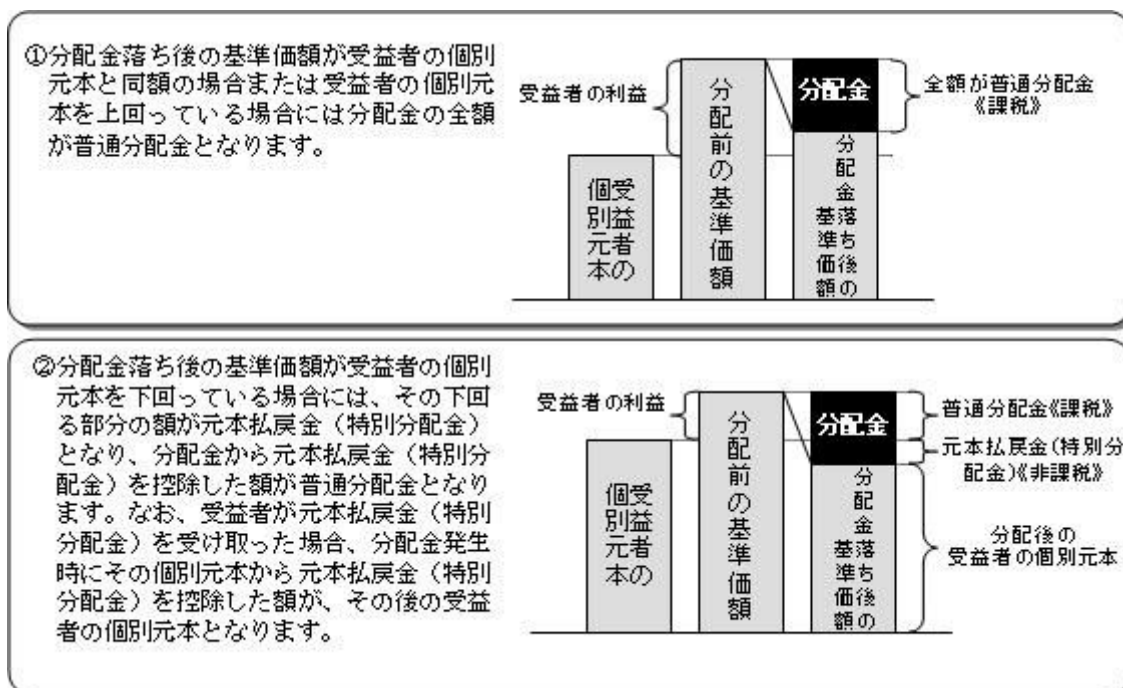 ①分配金落ち後の基準価額が受益者の個別
元本と同額の場合または受益者の個別元
本を上回っている場合には分配金の全額
が普通分配金となります。
受益者の利益
受益者の
個別元本
分配前の基準価額
分配金
分配金落ち後の
基準価額
全額が普通分配金
《課税》
②分配金落ち後の基準価額が受益者の個別
元本を下回っている場合には、その下回
る部分の額が元本払戻金（特別分配金）
となり、分配金から元本払戻金（特別分
配金）を控除した額が普通分配金となり
ます。なお、受益者が元本払戻金（特別
分配金）を受け取った場合、分配金発生
時にその個別元本から元本払戻金（特別
分配金）を控除した額が、その後の受益
者の個別元本となります。
受益者の利益
受益者の
個別元本
分配前の基準価額
分配金
分配金落ち後の
基準価額
普通分配金《課税》
元本払戻金(特別分
配金)《非課税》
分配後の
受益者の個別元本